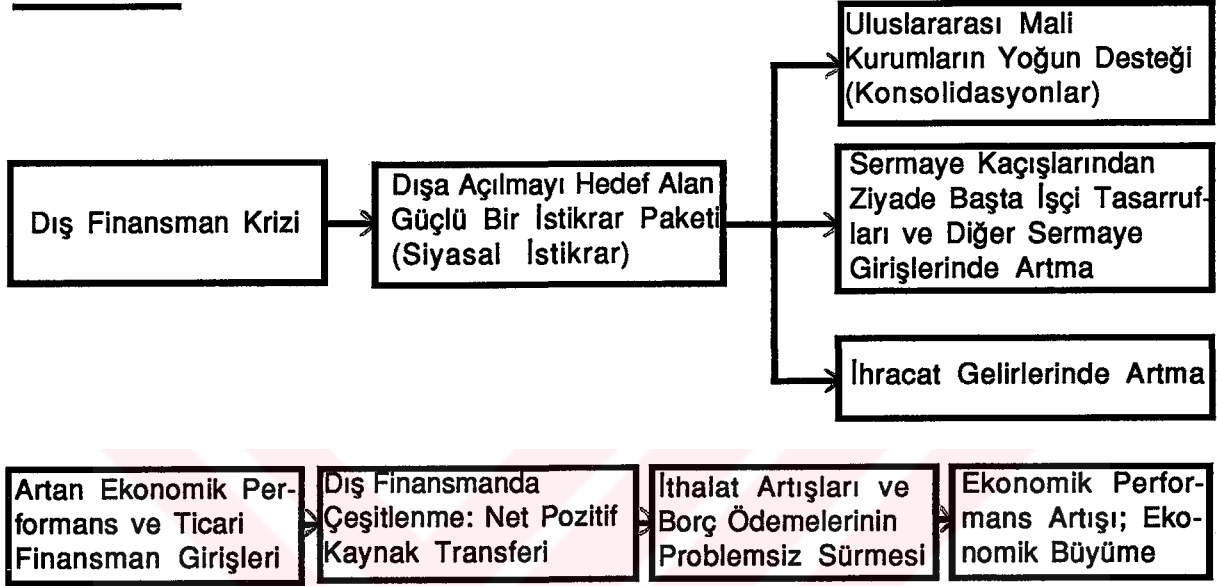 Dış Finansman Krizi
Dışa Açılmayı Hedef Alan
Güçlü Bir İstikrar Paketi
(Siyasal İstikrar)
Uluslararası Mali
Kurumların Yoğun Desteği
(Konsolidasyonlar)
Sermaye Kaçışlarından
Ziyade Başta İşçi Tasarruf-
ları ve Diğer Sermaye
Girişlerinde Artma
İhracat Gelirlerinde Artma
Artan Ekonomik Per-
formans ve Ticari
Finansman Girişleri
Dış Finansmanda
Çeşitlenme: Net Pozitif
Kaynak Transferi
İthalat Artışları ve
Borç Ödemelerinin
Problemsiz Sürmesi
Ekonomik Perfor-
mans Artışı; Eko-
nomik Büyüme